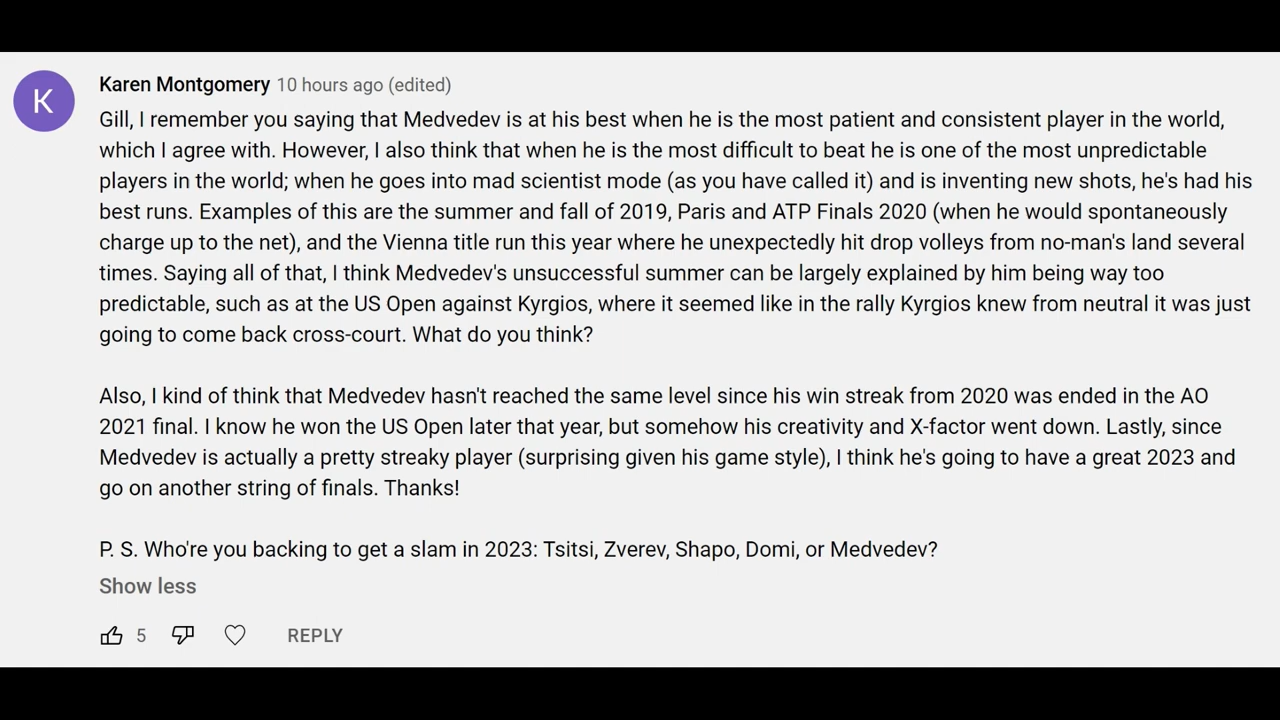 K
Karen Montgomery 10 hours ago (edited)
Gill, I remember you saying that Medvedev is at his best when he is the most patient and consistent player in the world,
which I agree with. However, I also think that when he is the most difficult to beat he is one of the most unpredictable
players in the world; when he goes into mad scientist mode (as you have called it) and is inventing new shots, he's had his
best runs. Examples of this are the summer and fall of 2019, Paris and ATP Finals 2020 (when he would spontaneously
charge up to the net), and the Vienna title run this year where he unexpectedly hit drop volleys from no-man's land several
times. Saying all of that, I think Medvedev's unsuccessful summer can be largely explained by him being way too
predictable, such as at the US Open against Kyrgios, where it seemed like in the rally Kyrgios knew from neutral it was just
going to come back cross-court. What do you think?
Also, I kind of think that Medvedev hasn't reached the same level since his win streak from 2020 was ended in the AO
2021 final. I know he won the US Open later that year, but somehow his creativity and X-factor went down. Lastly, since
Medvedev is actually a pretty streaky player (surprising given his game style), I think he's going to have a great 2023 and
go on another string of finals. Thanks!
P. S. Who're you backing to get a slam in 2023: Tsitsi, Zverev, Shapo, Domi, or Medvedev?
Show less
5 REPLY